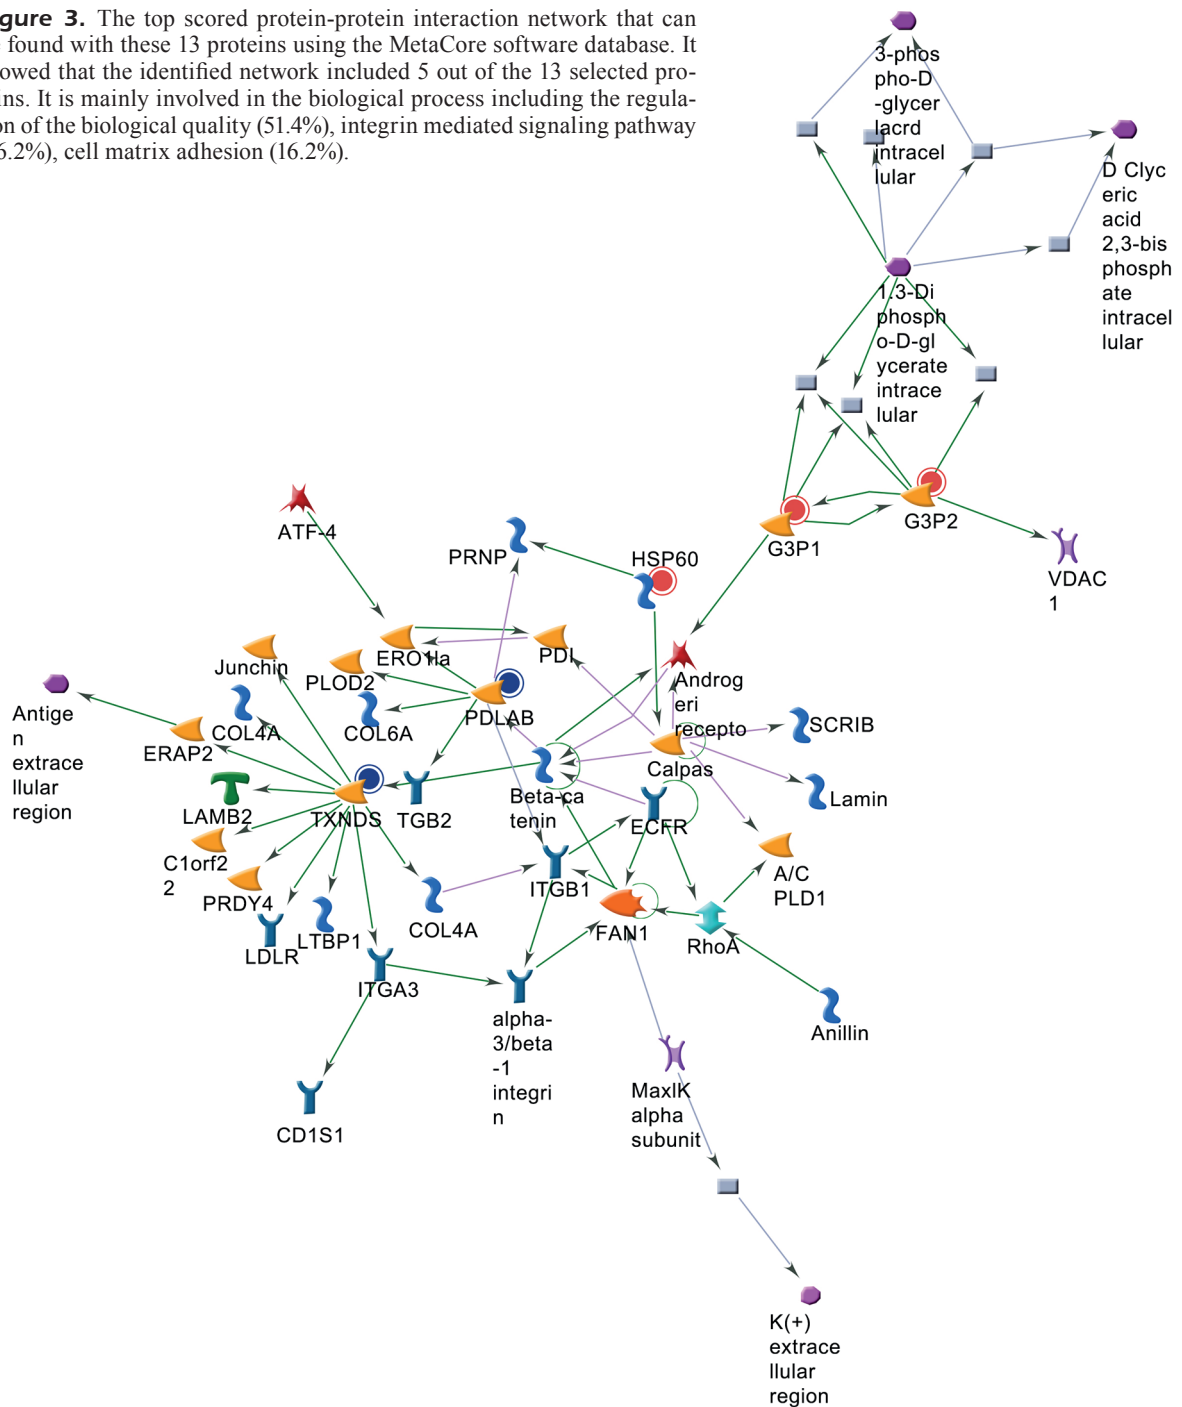 gure 3. The top scored protein-protein interaction network that can
found with these 13 proteins using the MetaCore software database. It
owed that the identified network included 5 out of the 13 selected pro-
ins. It is mainly involved in the biological process including the regula-
on of the biological quality (51.4%), integrin mediated signaling pathway
6.2%), cell matrix adhesion (16.2%).
3-phos
pho-D
-glycer
lacrd
intracel
lular
D Clyc
eric
acid
2,3-bis
phosph
ate
intracel
lular
1.3-Di
phosph
o-D-gl
ycerate
intrace
lular
G3P2
G3P1
VDAC
1
ATF-4
PRNP
HSP60
ERO1la
PDI
Junchin
PLOD2
Androg
eri
recepto
Antige
n
extrace
llular
region
COL4A
COL6A
PDLAB
SCRIB
ERAP2
Calpas
Lamin
LAMB2
TXNDS
TGB2
Beta-ca
tenin
ECFR
C1orf2
2
PRDY4
ITGB1
A/C
PLD1
LDLR
LTBP1
COL4A
FAN1
RhoA
ITGA3
alpha-
3/beta
-1
integri
n
Anillin
MaxIK
alpha
subunit
CD1S1
K(+)
extrace
llular
region